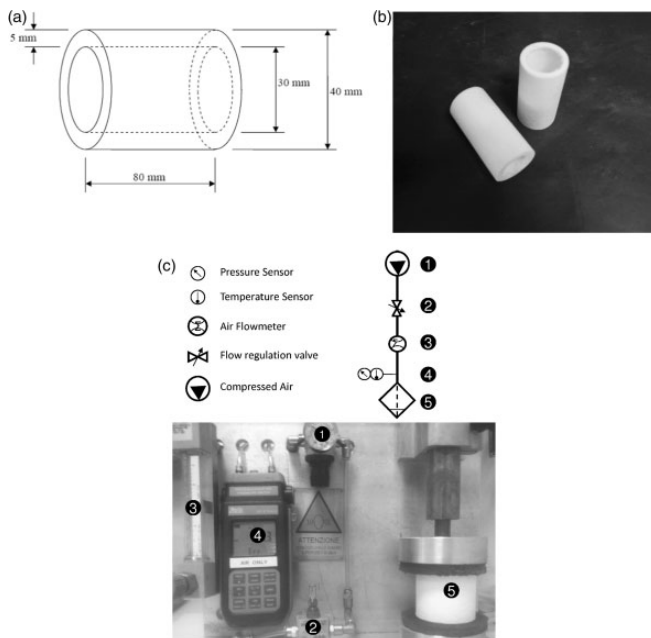 (a)
5 mm
30 mm
40 mm
80 mm
(b)
(c)
Pressure Sensor
Temperature Sensor
Air Flowmeter
Flow regulation valve
Compressed Air
1
2
3
4
5
1
3
4
AIR ONLY
ATTENZIONE
5
2